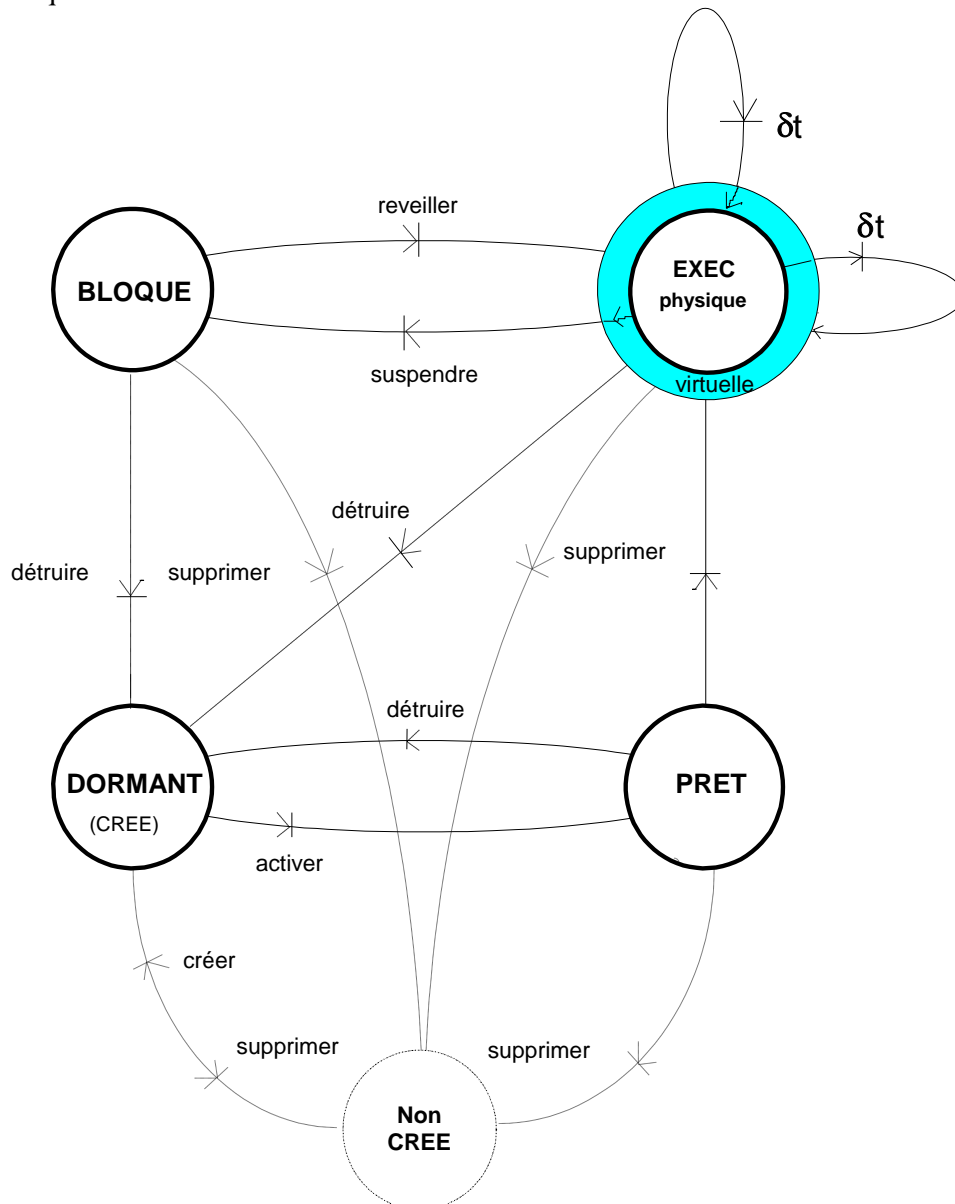 δt
reveiller
δt
BLOQUE
EXEC
physique
suspendre
virtuelle
détruire
supprimer
détruire
supprimer
détruire
DORMANT
(CREE)
PRET
activer
créer
supprimer
supprimer
Non
CREE